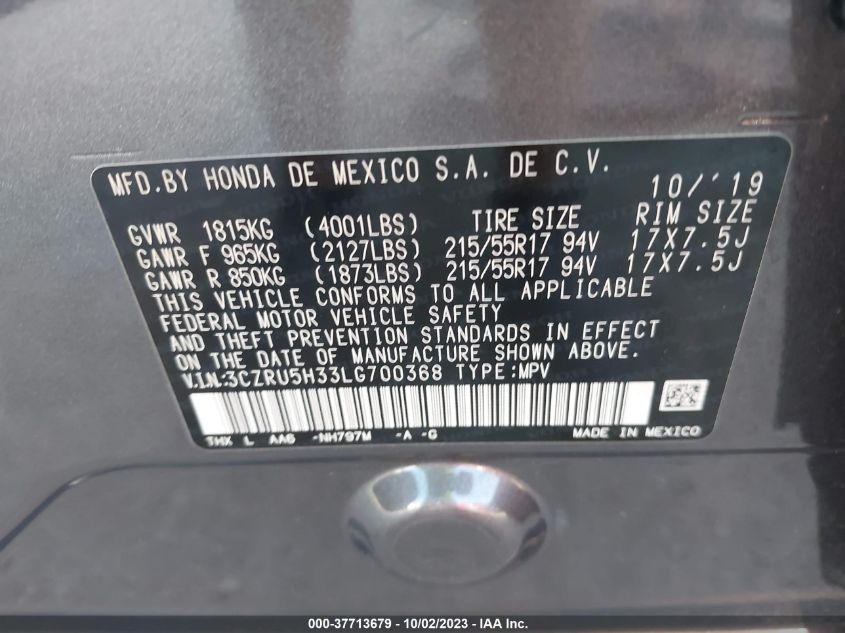 MFD.BY HONDA DE MEXICO S.A. DE C.V.
10/'19
GVWR 1815KG (4001LBS) TIRE SIZE RIM SIZE
GAWR F 965KG (2127LBS) 215/55R17 94V 17X7.5J
GAWR R 850KG (1873LBS) 215/55R17 94V 17X7.5J
THIS VEHICLE CONFORMS TO ALL APPLICABLE
FEDERAL MOTOR VEHICLE SAFETY
AND THEFT PREVENTION STANDARDS IN EFFECT
ON THE DATE OF MANUFACTURE SHOWN ABOVE.
V.I.N.:3CZRU5H33LG700368 TYPE:MPV
THX L AA6 -NH797M -A -G MADE IN MEXICO
000-37713679 - 10/02/2023 - IAA Inc.